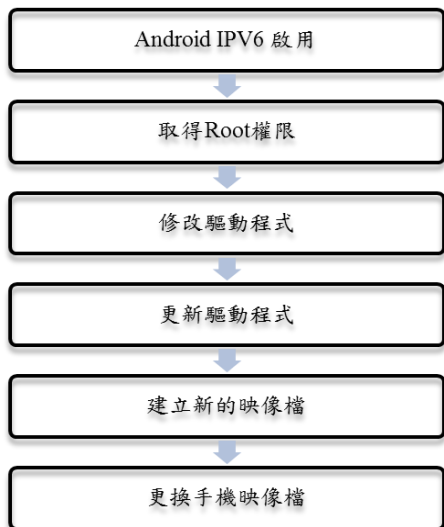 Android IPV6 啟用
取得Root權限
修改驅動程式
更新驅動程式
建立新的映像檔
更換手機映像檔